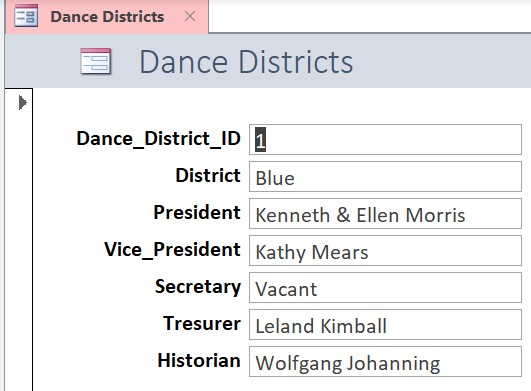 Dance Districts
Dance Districts
Dance_District_ID 1
District Blue
President Kenneth & Ellen Morris
Vice_President Kathy Mears
Secretary Vacant
Tresurer Leland Kimball
Historian Wolfgang Johanning